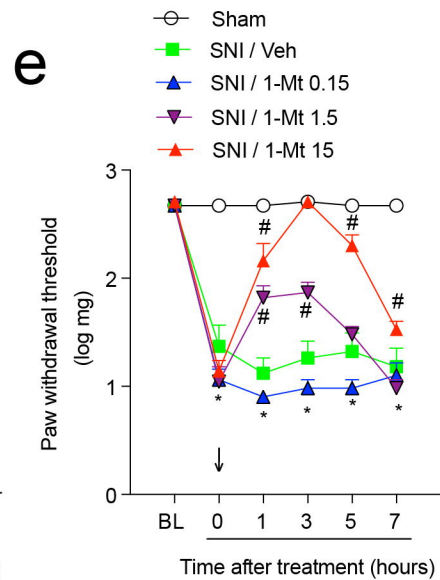 e
Sham
SNI / Veh
SNI / 1-Mt 0.15
SNI / 1-Mt 1.5
SNI / 1-Mt 15
Paw withdrawal threshold
(log mg)
3
2
1
0
# #
# # #
* * * * *
BL 0 1 3 5 7
Time after treatment (hours)